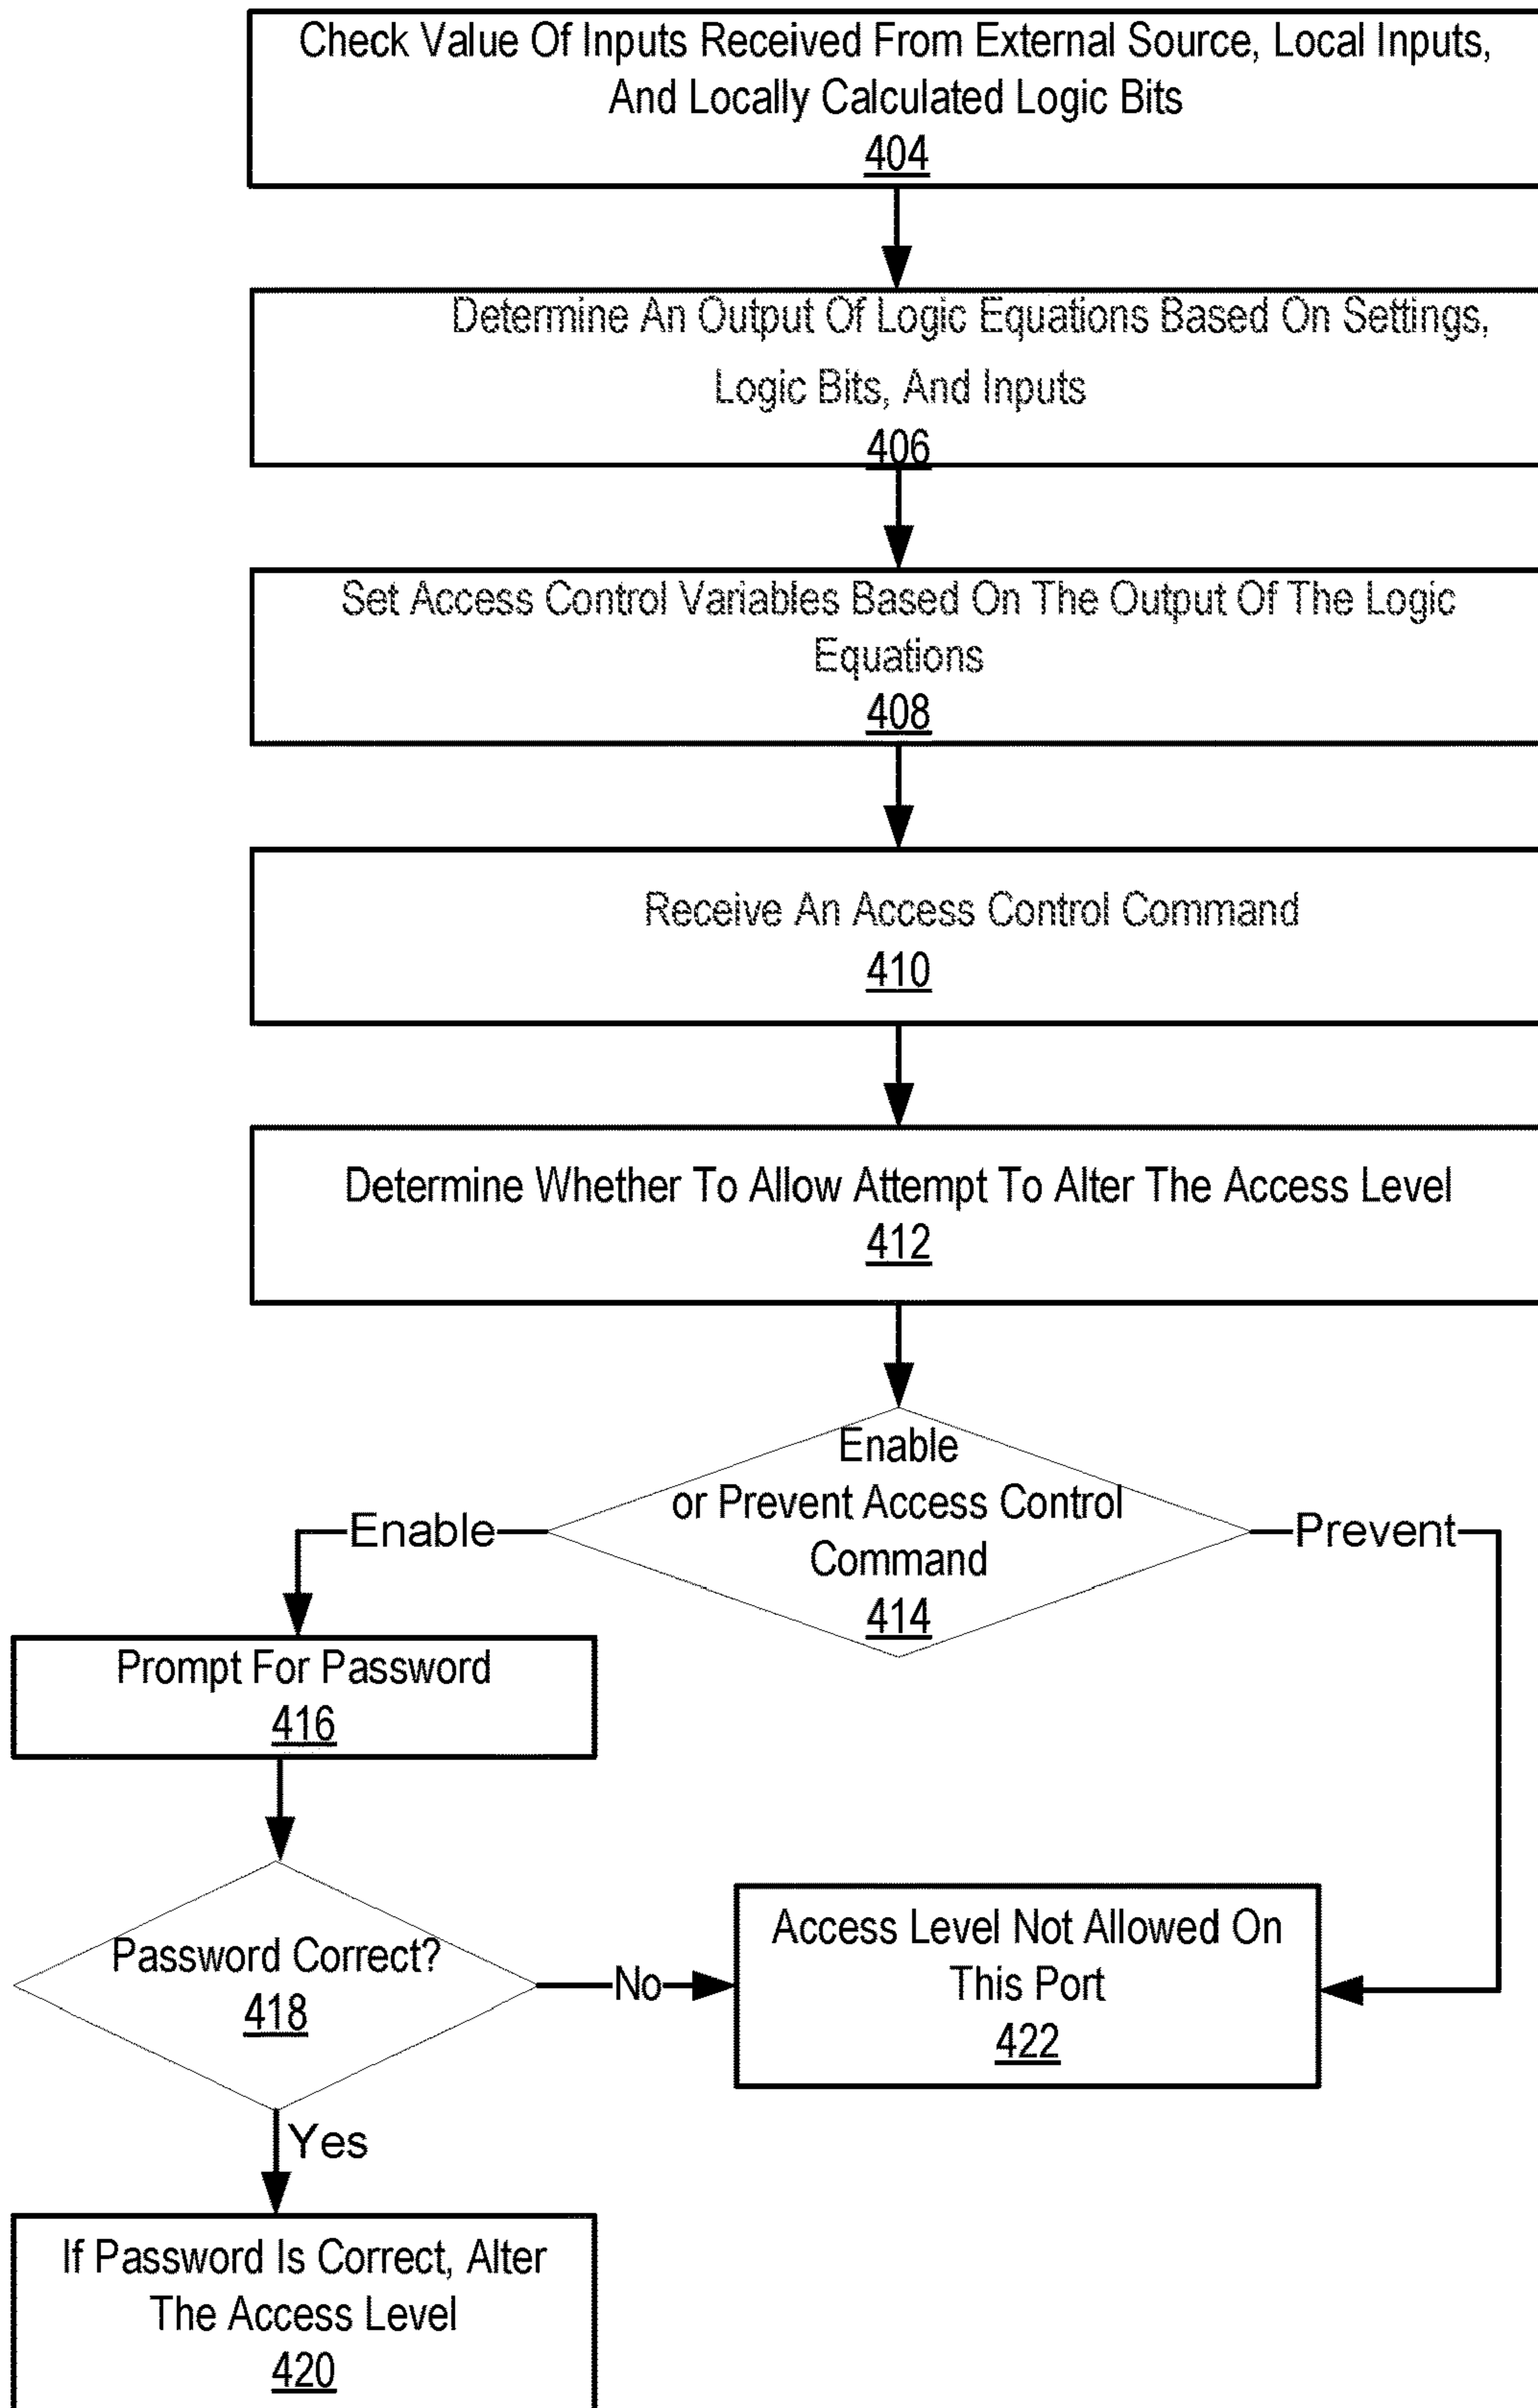 Check Value Of Inputs Received From External Source, Local Inputs,
And Locally Calculated Logic Bits
404
Determine An Output Of Logic Equations Based On Settings,
Logic Bits, And Inputs
406
Set Access Control Variables Based On The Output Of The Logic
Equations
408
Receive An Access Control Command
410
Determine Whether To Allow Attempt To Alter The Access Level
412
Enable
or Prevent Access Control
Command
414
Enable
Prevent
Prompt For Password
416
Password Correct?
418
No
Access Level Not Allowed On
This Port
422
Yes
If Password Is Correct, Alter
The Access Level
420